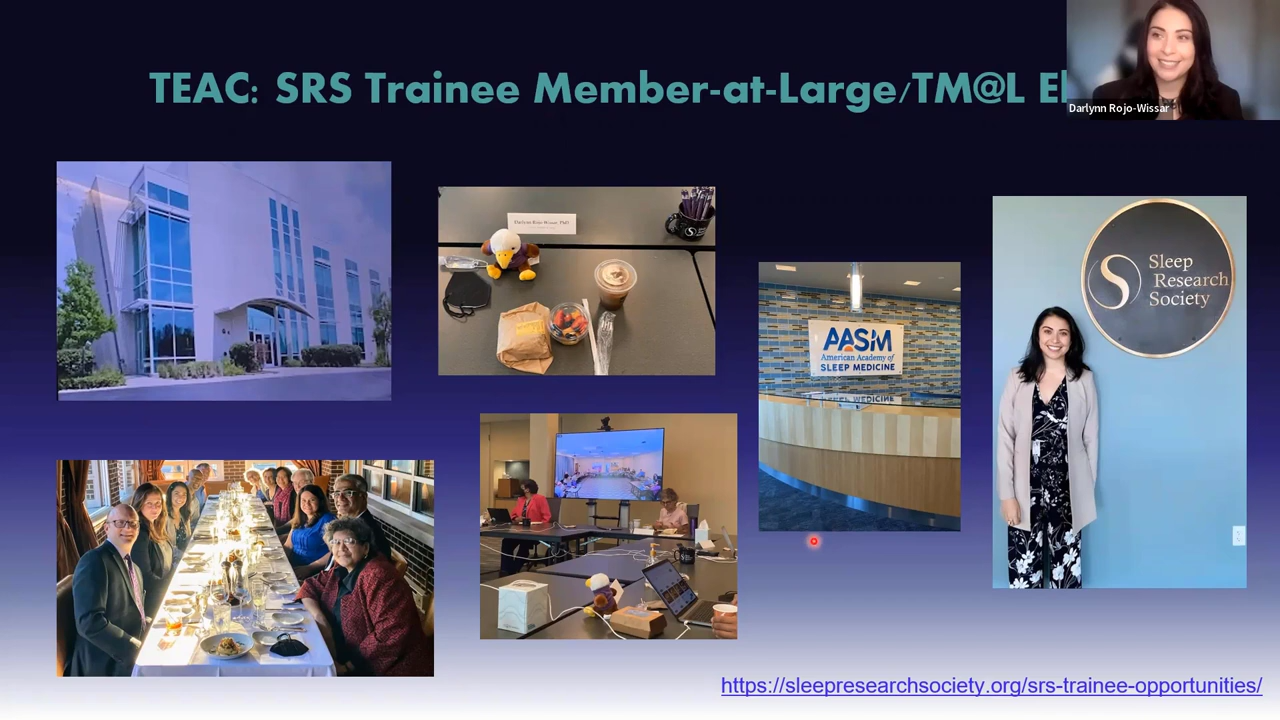 TEAC: SRS Trainee Member-at-Large/TM@L El
Darlynn Rojo-Wissar
Darlynn Rojo Wissar, PhD
Sleep
Research
Society
AASM
American Academy of
SLEEP MEDICINE
https://sleepresearchsociety.org/srs-trainee-opportunities/